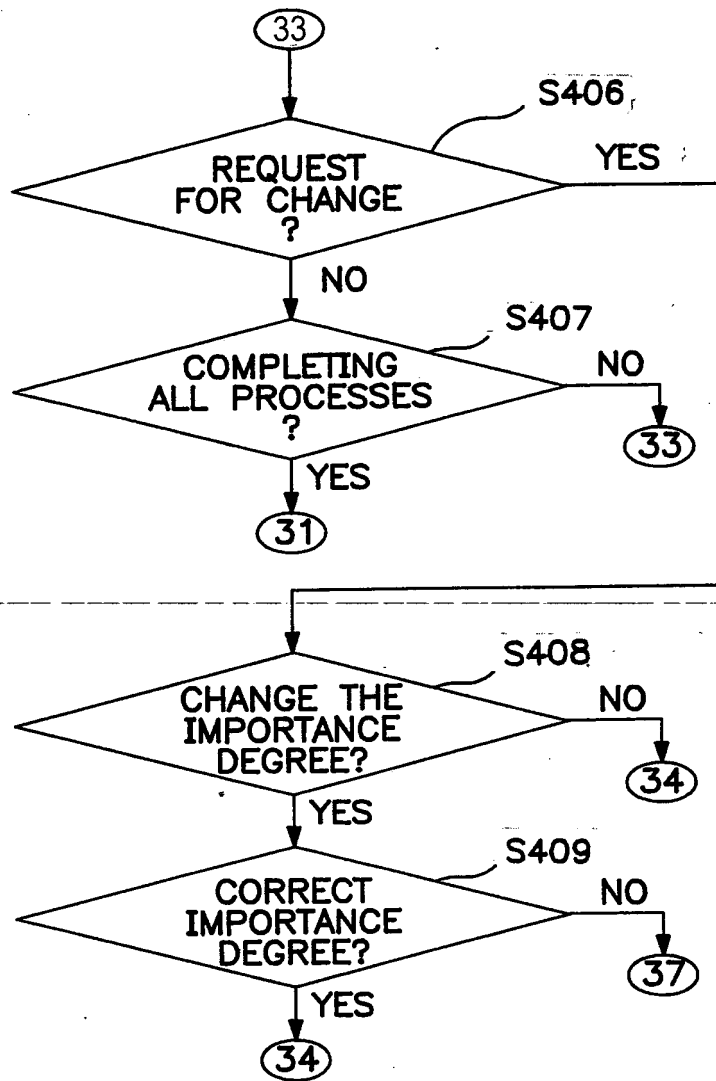 33
S406
REQUEST
FOR CHANGE
?
YES
NO
S407
COMPLETING
ALL PROCESSES
?
NO
33
YES
31
S408
CHANGE THE
IMPORTANCE
DEGREE?
NO
34
YES
S409
CORRECT
IMPORTANCE
DEGREE?
NO
37
YES
34